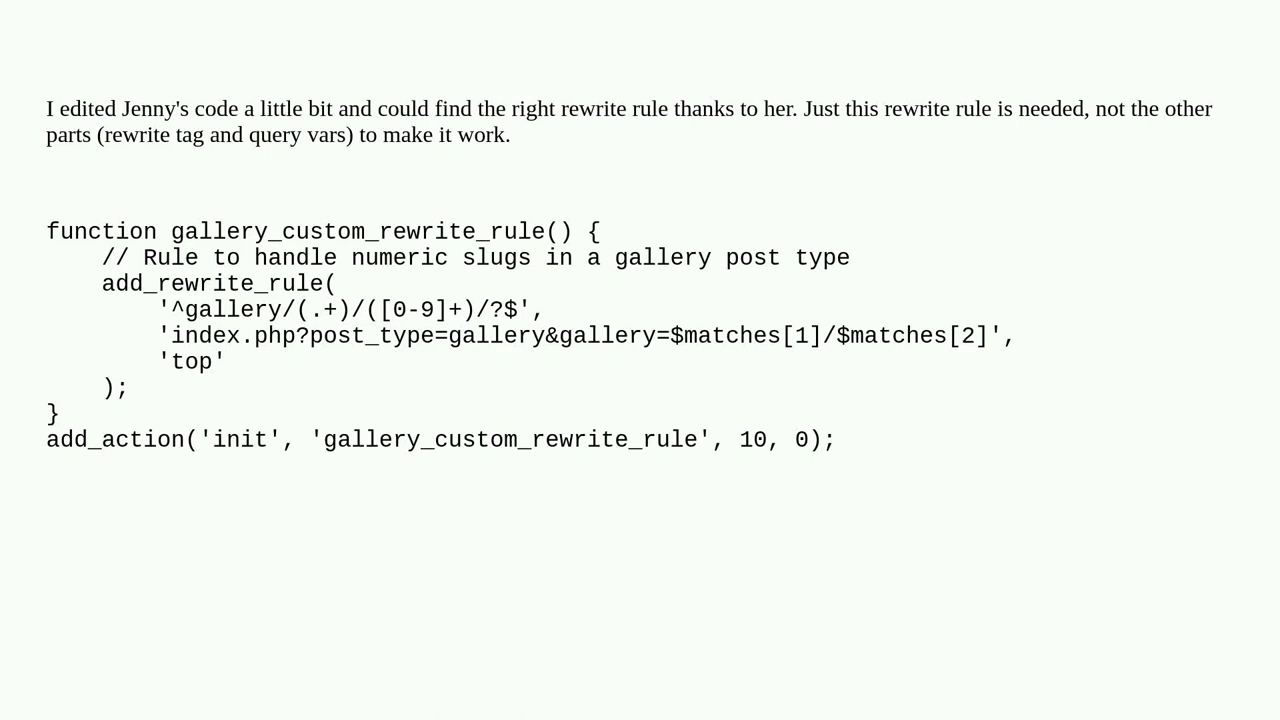 I edited Jenny's code a little bit and could find the right rewrite rule thanks to her. Just this rewrite rule is needed, not the other
parts (rewrite tag and query vars) to make it work.
function gallery_custom_rewrite_rule() {
    // Rule to handle numeric slugs in a gallery post type
    add_rewrite_rule(
        '^gallery/(.+)/([0-9]+)/?$',
        'index.php?post_type=gallery&gallery=$matches[1]/$matches[2]',
        'top'
    );
}
add_action('init', 'gallery_custom_rewrite_rule', 10, 0);